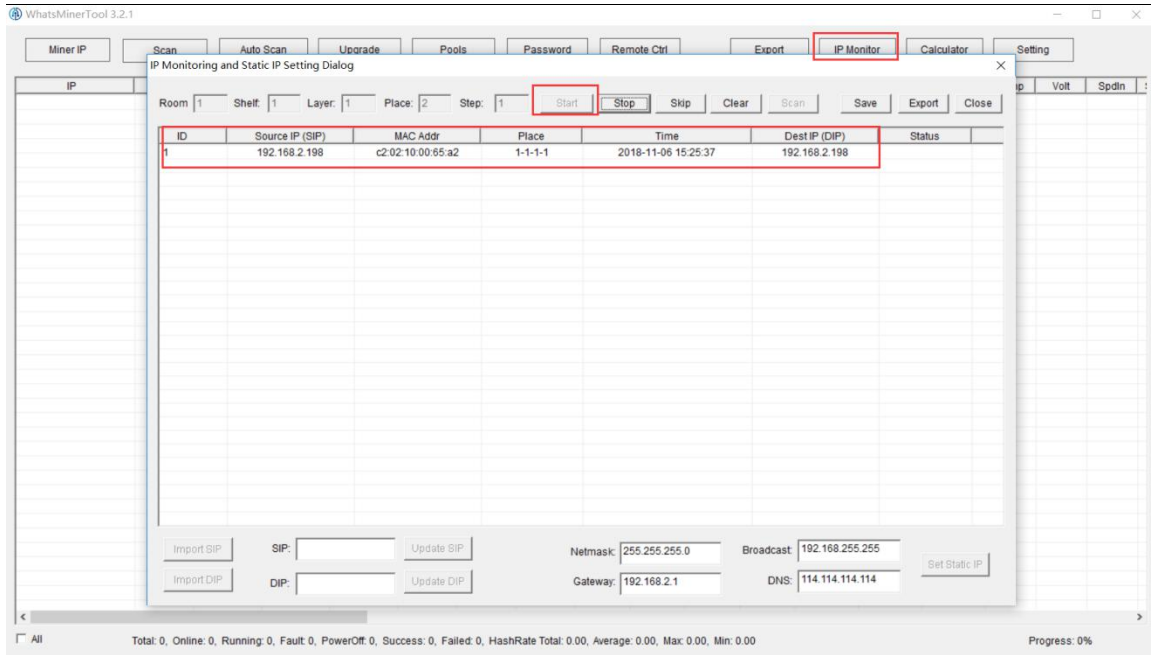 WhatsMinerTool 3.2.1
Miner IP Scan Auto Scan Upgrade Pools Password Remote Ctrl Export IP Monitor Calculator Setting
IP Monitoring and Static IP Setting Dialog
IP Volt SpdIn
Room 1 Shelf: 1 Layer: 1 Place: 2 Step: 1 Start Stop Skip Clear Scan Save Export Close
ID Source IP (SIP) MAC Addr Place Time Dest IP (DIP) Status
1 192.168.2.198 c2:02:10:00:65:a2 1-1-1-1 2018-11-06 15:25:37 192.168.2.198
Import SIP SIP: Update SIP Netmask: 255.255.255.0 Broadcast: 192.168.255.255
Set Static IP
Import DIP DIP: Update DIP Gateway: 192.168.2.1 DNS: 114.114.114.114
All Total: 0, Online: 0, Running: 0, Fault: 0, PowerOff: 0, Success: 0, Failed: 0, HashRate Total: 0.00, Average: 0.00, Max: 0.00, Min: 0.00 Progress: 0%